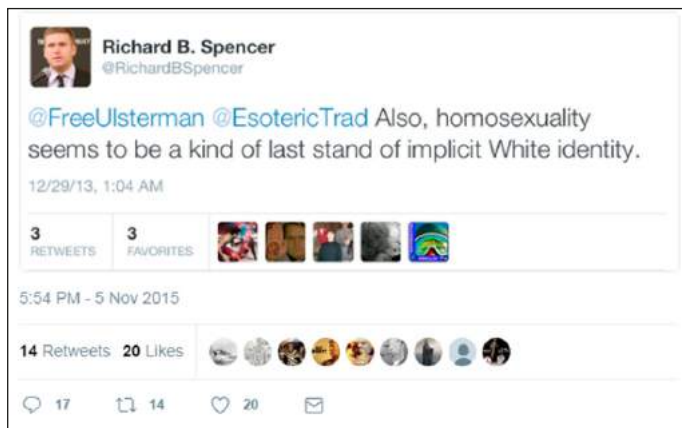 Richard B. Spencer
@RichardBSpencer
@FreeUlsterman @EsotericTrad Also, homosexuality
seems to be a kind of last stand of implicit White identity.
12/29/13, 1:04 AM
3 3
RETWEETS FAVORITES
5:54 PM - 5 Nov 2015
14 Retweets 20 Likes
17 14 20